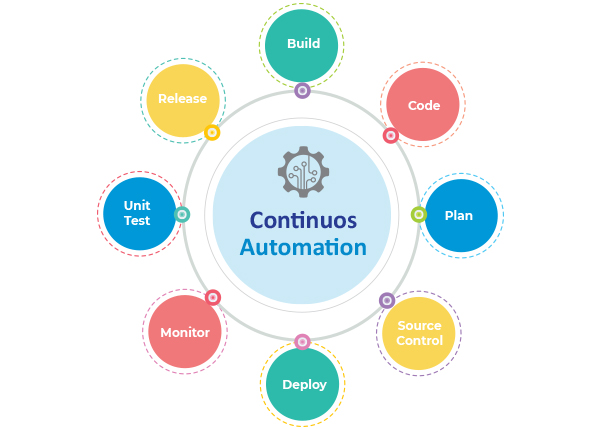 Build
Release
Code
Unit
Test
Continuos
Automation
Plan
Monitor
Source
Control
Deploy